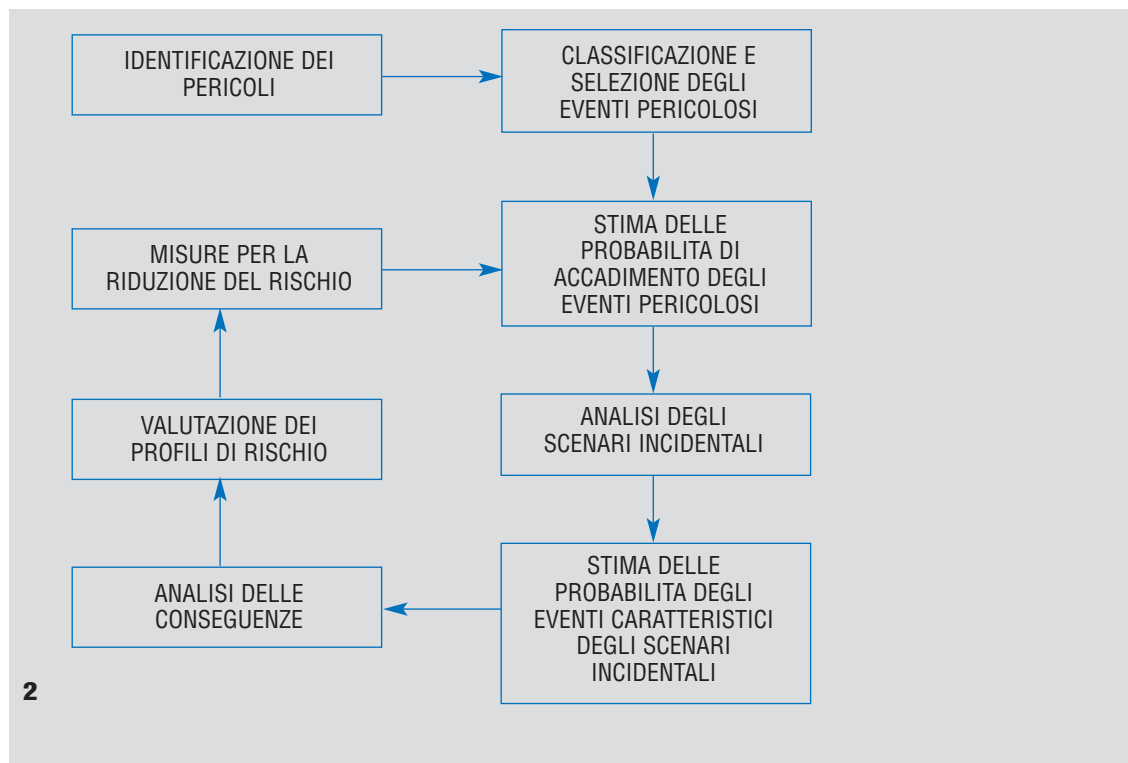 IDENTIFICAZIONE DEI
PERICOLI
CLASSIFICAZIONE E
SELEZIONE DEGLI
EVENTI PERICOLOSI
MISURE PER LA
RIDUZIONE DEL RISCHIO
STIMA DELLE
PROBABILITA DI
ACCADIMENTO DEGLI
EVENTI PERICOLOSI
VALUTAZIONE DEI
PROFILI DI RISCHIO
ANALISI DEGLI
SCENARI INCIDENTALI
ANALISI DELLE
CONSEGUENZE
STIMA DELLE
PROBABILITA DEGLI
EVENTI CARATTERISTICI
DEGLI SCENARI
INCIDENTALI
2